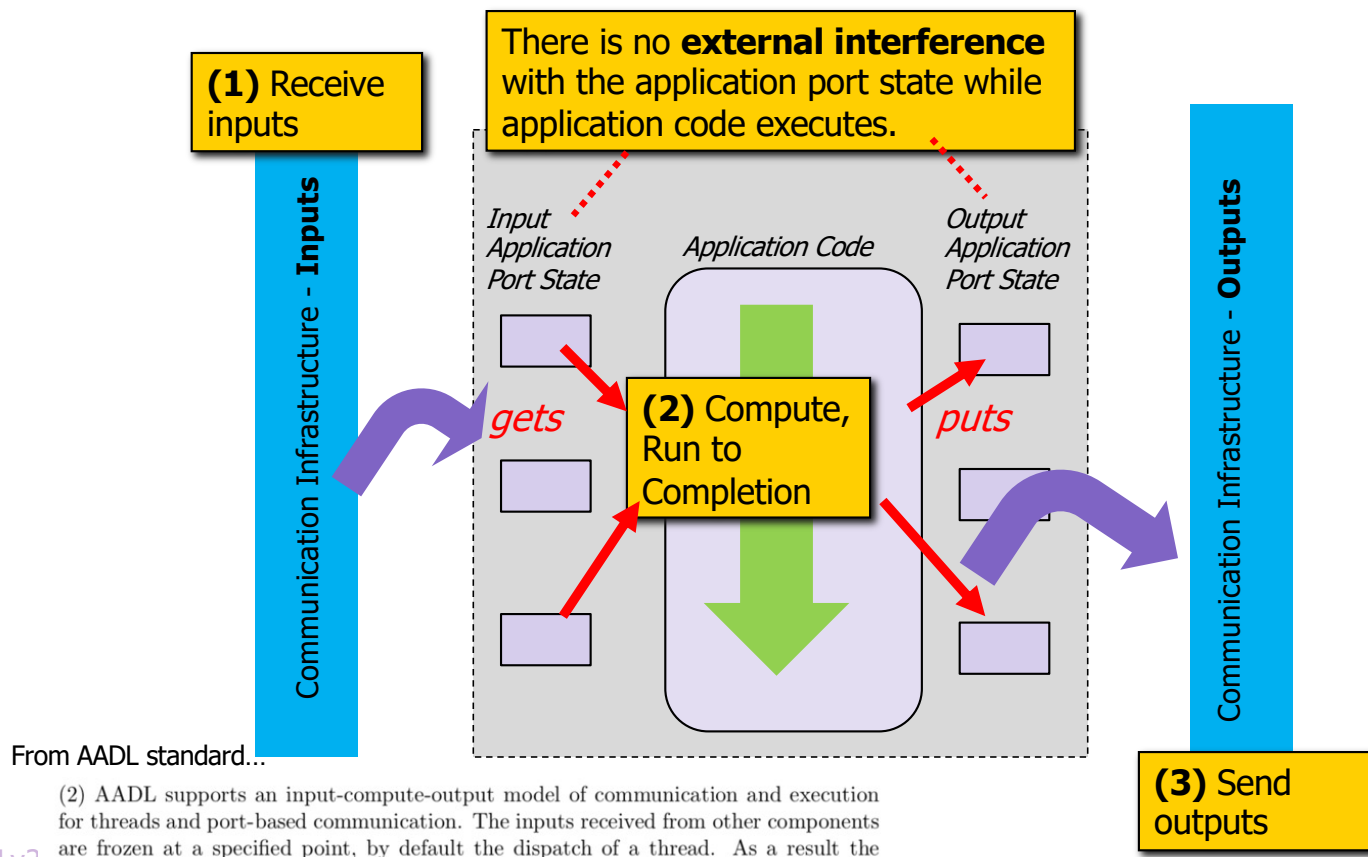 (1) Receive
inputs
There is no external interference
with the application port state while
application code executes.
Communication Infrastructure - Inputs
Input
Application
Port State
Application Code
Output
Application
Port State
gets
(2) Compute,
Run to
Completion
puts
Communication Infrastructure - Outputs
(3) Send
outputs
From AADL standard...
(2) AADL supports an input-compute-output model of communication and execution
for threads and port-based communication. The inputs received from other components
are frozen at a specified point, by default the dispatch of a thread. As a result the